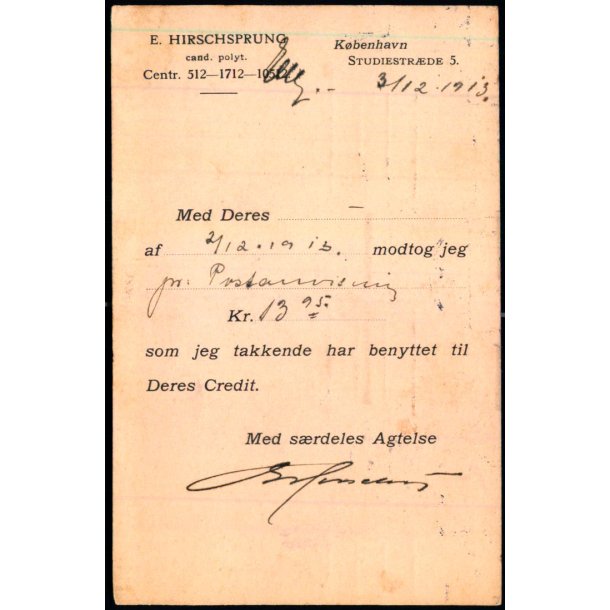 E. HIRSCHSPRUNG
cand. polyt.
Centr. 512—1712—10
København
STUDIESTRÆDE 5.
3/12 . 1913.
Med Deres –
af 2/12 . 1913. modtog jeg
pr. Postanvisning
Kr. 13 95
som jeg takkende har benyttet til
Deres Credit.
Med særdeles Agtelse